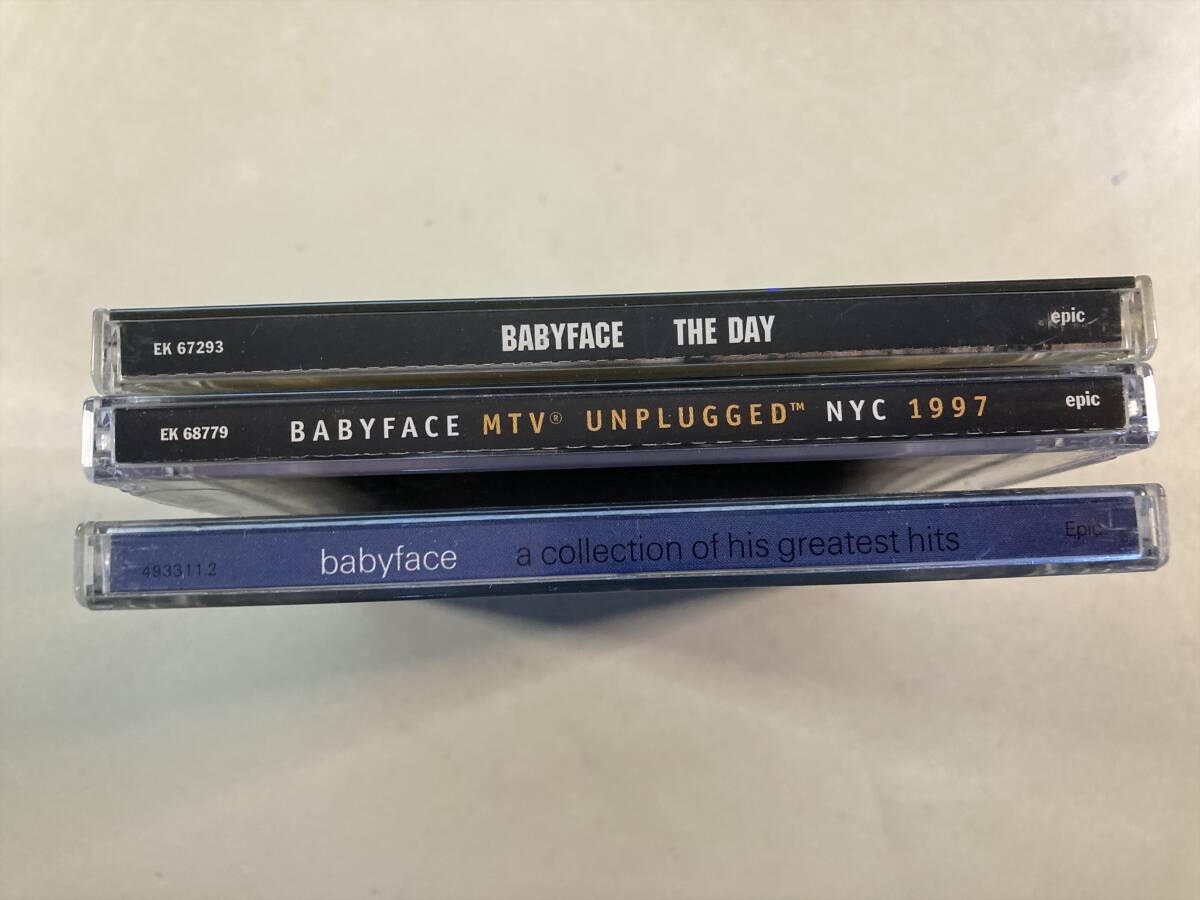 EK 67293 BABYFACE THE DAY epic
EK 68779 BABYFACE MTV® UNPLUGGED™ NYC 1997 epic
493311.2 babyface a collection of his greatest hits Epic